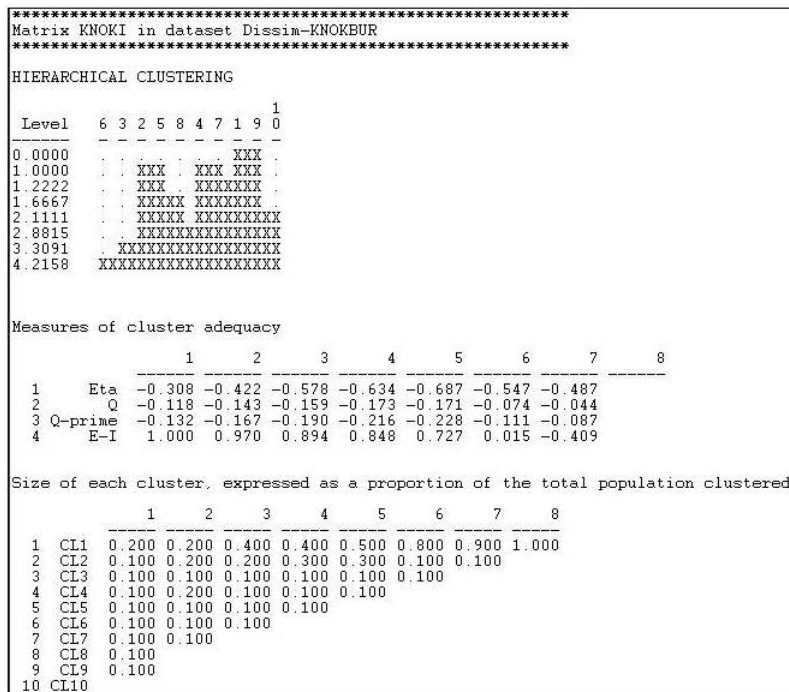 **********************************************************
Matrix KNOKI in dataset Dissim-KNOKBUR
**********************************************************
HIERARCHICAL CLUSTERING
1
Level 6 3 2 5 8 4 7 1 9 0
------ - - - - - - - - - -
0.0000 . . . . . . . XXX .
1.0000 . . XXX . XXX XXX .
1.2222 . . XXX . XXXXXXX .
1.6667 . . XXXXX XXXXXXX .
2.1111 . . XXXXX XXXXXXXXX
2.8815 . . XXXXXXXXXXXXXXX
3.3091 . XXXXXXXXXXXXXXXXX
4.2158 XXXXXXXXXXXXXXXXXXX
Measures of cluster adequacy
1 2 3 4 5 6 7 8
------ ------ ------ ------ ------ ------ ------ ------
1 Eta -0.308 -0.422 -0.578 -0.634 -0.687 -0.547 -0.487
2 Q -0.118 -0.143 -0.159 -0.173 -0.171 -0.074 -0.044
3 Q-prime -0.132 -0.167 -0.190 -0.216 -0.228 -0.111 -0.087
4 E-I 1.000 0.970 0.894 0.848 0.727 0.015 -0.409
Size of each cluster, expressed as a proportion of the total population clustered
1 2 3 4 5 6 7 8
----- ----- ----- ----- ----- ----- ----- -----
1 CL1 0.200 0.200 0.400 0.400 0.500 0.800 0.900 1.000
2 CL2 0.100 0.200 0.200 0.300 0.300 0.100 0.100
3 CL3 0.100 0.100 0.100 0.100 0.100 0.100
4 CL4 0.100 0.200 0.100 0.100 0.100
5 CL5 0.100 0.100 0.100 0.100
6 CL6 0.100 0.100 0.100
7 CL7 0.100 0.100
8 CL8 0.100
9 CL9 0.100
10 CL10